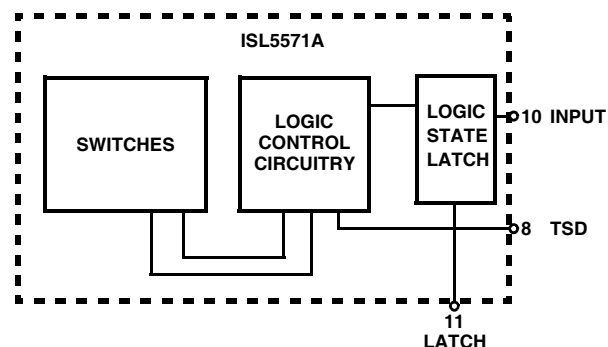 ISL5571A
SWITCHES
LOGIC
CONTROL
CIRCUITRY
LOGIC
STATE
LATCH
10 INPUT
8 TSD
11
LATCH